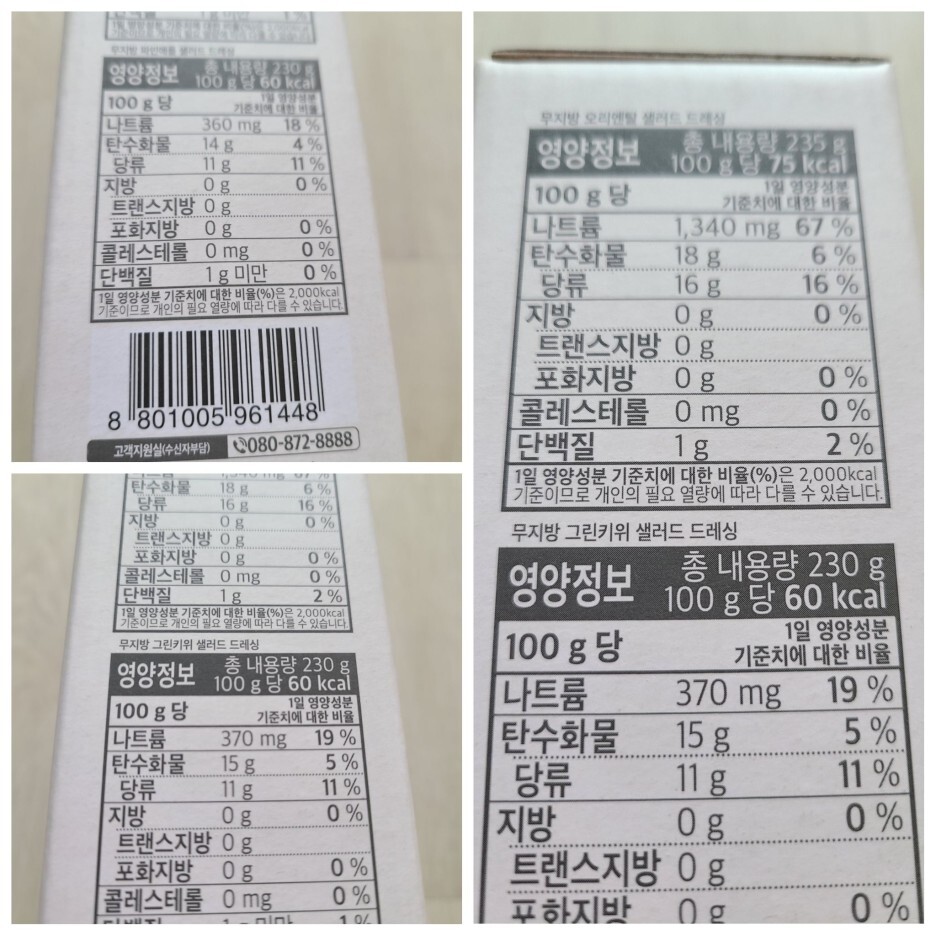 무지방 파인애플 샐러드 드레싱
영양정보 총 내용량 230 g
100 g 당 60 kcal
100 g 당 1일 영양성분
기준치에 대한 비율
나트륨 360 mg 18 %
탄수화물 14 g 4 %
당류 11 g 11 %
지방 0 g 0 %
트랜스지방 0 g
포화지방 0 g 0 %
콜레스테롤 0 mg 0 %
단백질 1 g 미만 0 %
1일 영양성분 기준치에 대한 비율(%)은 2,000kcal
기준이므로 개인의 필요 열량에 따라 다를 수 있습니다.
8 801005 961448
고객지원실(수신자부담) 080-872-8888
탄수화물 18 g 6 %
당류 16 g 16 %
지방 0 g 0 %
트랜스지방 0 g
포화지방 0 g 0 %
콜레스테롤 0 mg 0 %
단백질 1 g 2 %
1일 영양성분 기준치에 대한 비율(%)은 2,000kcal
기준이므로 개인의 필요 열량에 따라 다를 수 있습니다.
무지방 그린키위 샐러드 드레싱
영양정보 총 내용량 230 g
100 g 당 60 kcal
100 g 당 1일 영양성분
기준치에 대한 비율
나트륨 370 mg 19 %
탄수화물 15 g 5 %
당류 11 g 11 %
지방 0 g 0 %
트랜스지방 0 g
포화지방 0 g 0 %
콜레스테롤 0 mg 0 %
무지방 오리엔탈 샐러드 드레싱
영양정보 총 내용량 235 g
100 g 당 75 kcal
100 g 당 1일 영양성분
기준치에 대한 비율
나트륨 1,340 mg 67 %
탄수화물 18 g 6 %
당류 16 g 16 %
지방 0 g 0 %
트랜스지방 0 g
포화지방 0 g 0 %
콜레스테롤 0 mg 0 %
단백질 1 g 2 %
1일 영양성분 기준치에 대한 비율(%)은 2,000kcal
기준이므로 개인의 필요 열량에 따라 다를 수 있습니다.
무지방 그린키위 샐러드 드레싱
영양정보 총 내용량 230 g
100 g 당 60 kcal
100 g 당 1일 영양성분
기준치에 대한 비율
나트륨 370 mg 19 %
탄수화물 15 g 5 %
당류 11 g 11 %
지방 0 g 0 %
트랜스지방 0 g
포화지방 0 g 0 %